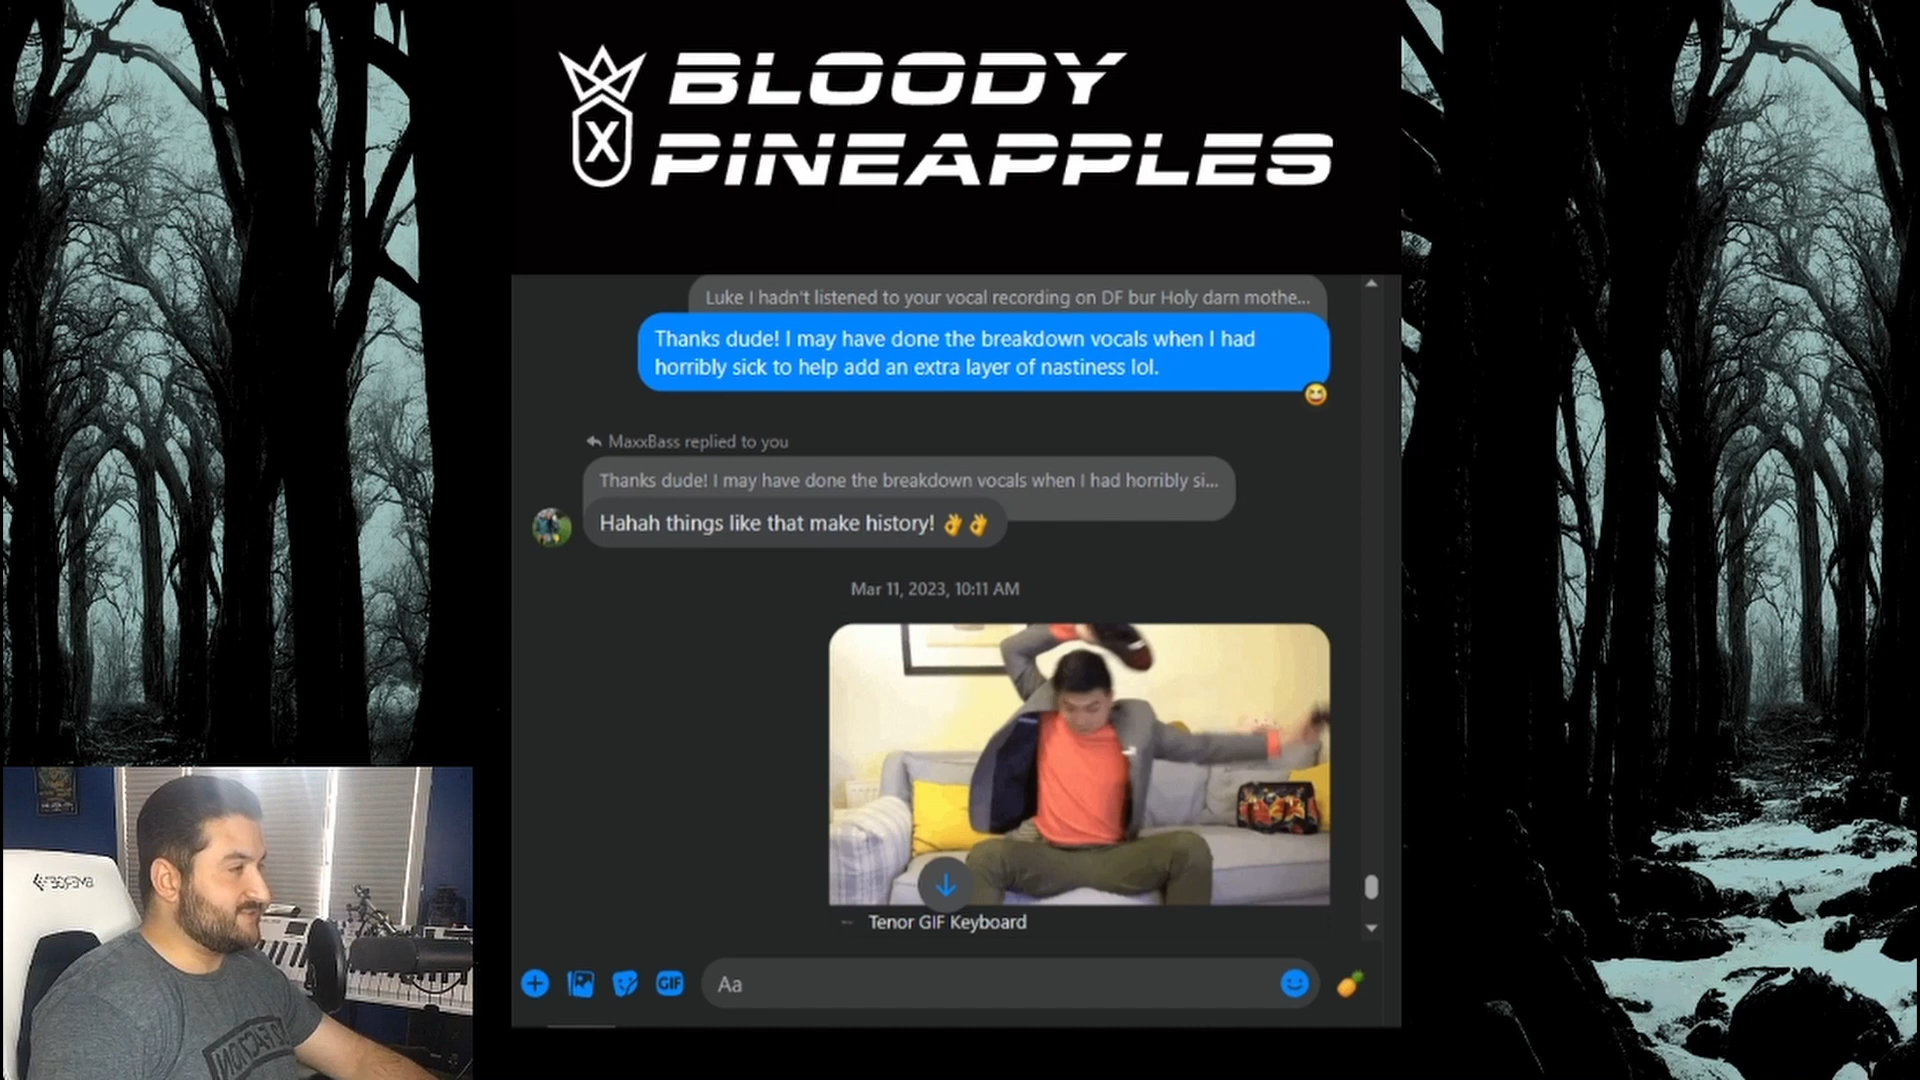 BLOODY
X
PINEAPPLES
Luke I hadn't listened to your vocal recording on DF bur Holy darn mothe...
Thanks dude! I may have done the breakdown vocals when I had
horribly sick to help add an extra layer of nastiness lol.
MaxxBass replied to you
Thanks dude! I may have done the breakdown vocals when I had horribly si...
Hahah things like that make history! 👌👌
Mar 11, 2023, 10:11 AM
Tenor GIF Keyboard
GIF
Aa